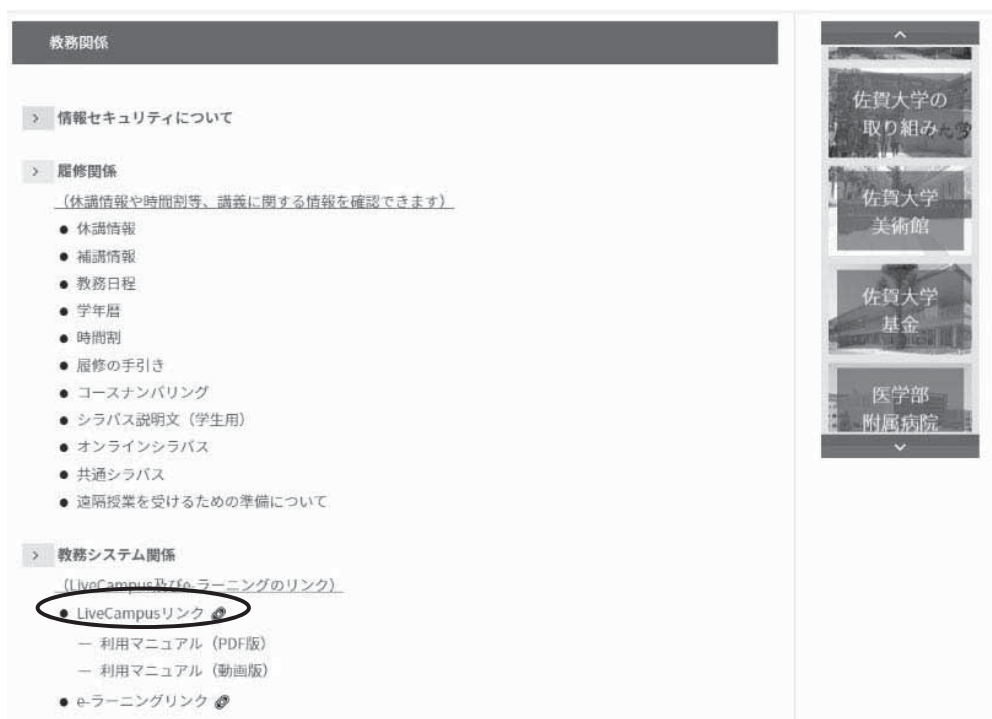 教務関係
> 情報セキュリティについて
> 履修関係
（休講情報や時間割等、講義に関する情報を確認できます）
● 休講情報
● 補講情報
● 教務日程
● 学年暦
● 時間割
● 履修の手引き
● コースナンバリング
● シラバス説明文（学生用）
● オンラインシラバス
● 共通シラバス
● 遠隔授業を受けるための準備について
> 教務システム関係
（LiveCampus及びe-ラーニングのリンク）
● LiveCampusリンク
― 利用マニュアル（PDF版）
― 利用マニュアル（動画版）
● e-ラーニングリンク
佐賀大学の
取り組み
佐賀大学
美術館
佐賀大学
基金
医学部
附属病院